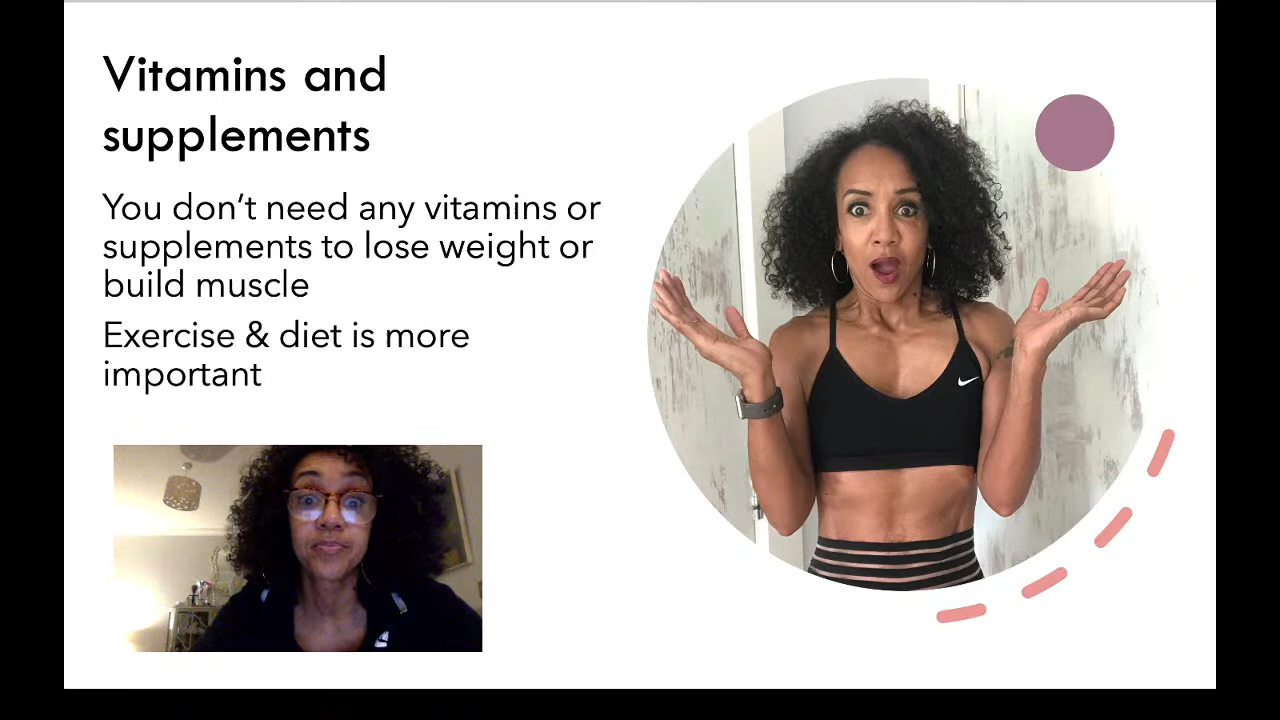 Vitamins and
supplements
You don't need any vitamins or
supplements to lose weight or
build muscle
Exercise & diet is more
important